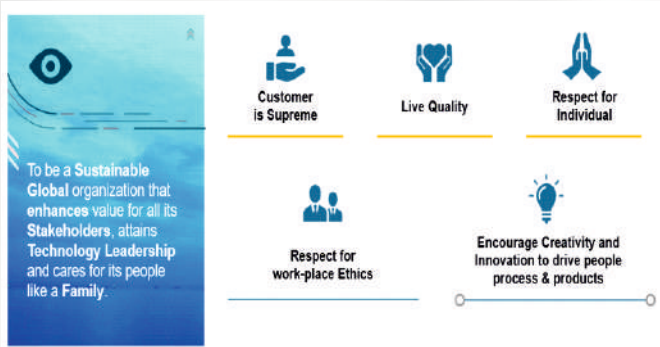 To be a Sustainable
Global organization that
enhances value for all its
Stakeholders, attains
Technology Leadership
and cares for its people
like a Family.
Customer
is Supreme
Live Quality
Respect for
Individual
Respect for
work-place Ethics
Encourage Creativity and
Innovation to drive people
process & products